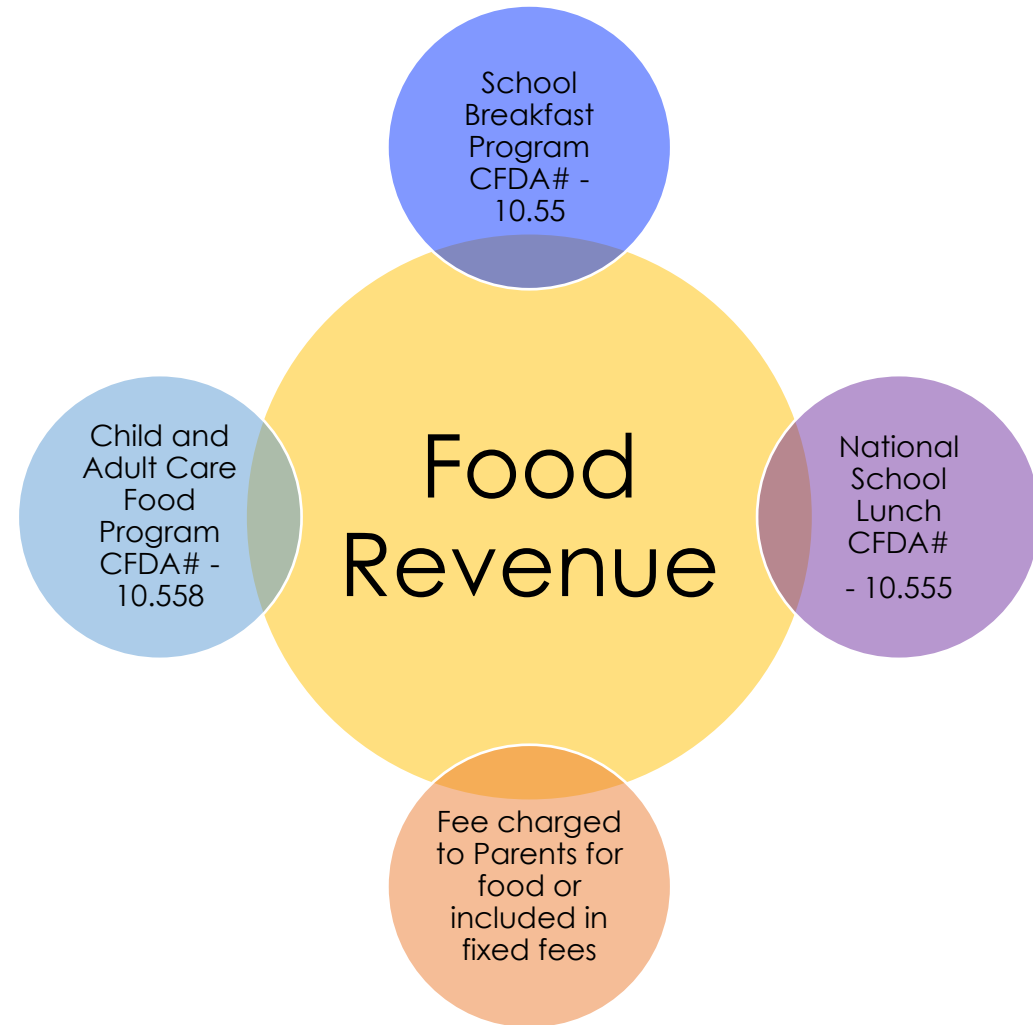 School
Breakfast
Program
CFDA# -
10.55
Child and
Adult Care
Food
Program
CFDA# -
10.558
Food
Revenue
National
School
Lunch
CFDA#
- 10.555
Fee charged
to Parents for
food or
included in
fixed fees